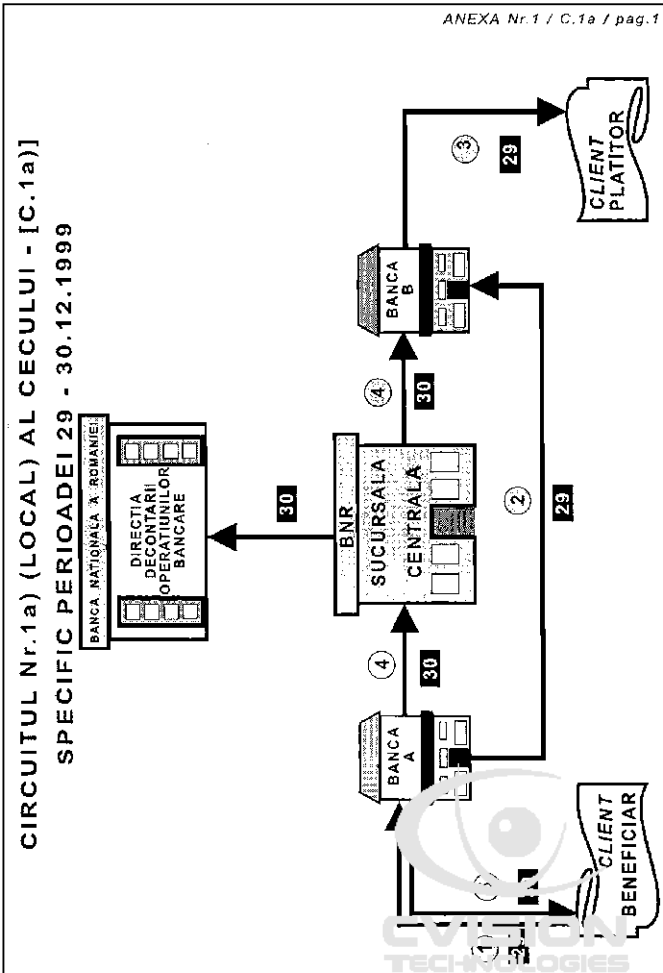 ANEXA Nr.1 / C.1a / pag.1
CIRCUITUL Nr.1a) (LOCAL) AL CECULUI - [C.1a)]
SPECIFIC PERIOADEI 29 - 30.12.1999
BANCA NATIONALA A ROMANIEI
DIRECTIA
DECONTARII
OPERATIUNILOR
BANCARE
30
BNR
SUCURSALA
CENTRALA
4
30
4
30
BANCA
A
BANCA
B
3
29
2
29
CLIENT
BENEFICIAR
CLIENT
PLATITOR
1
CVISION
TECHNOLOGIES